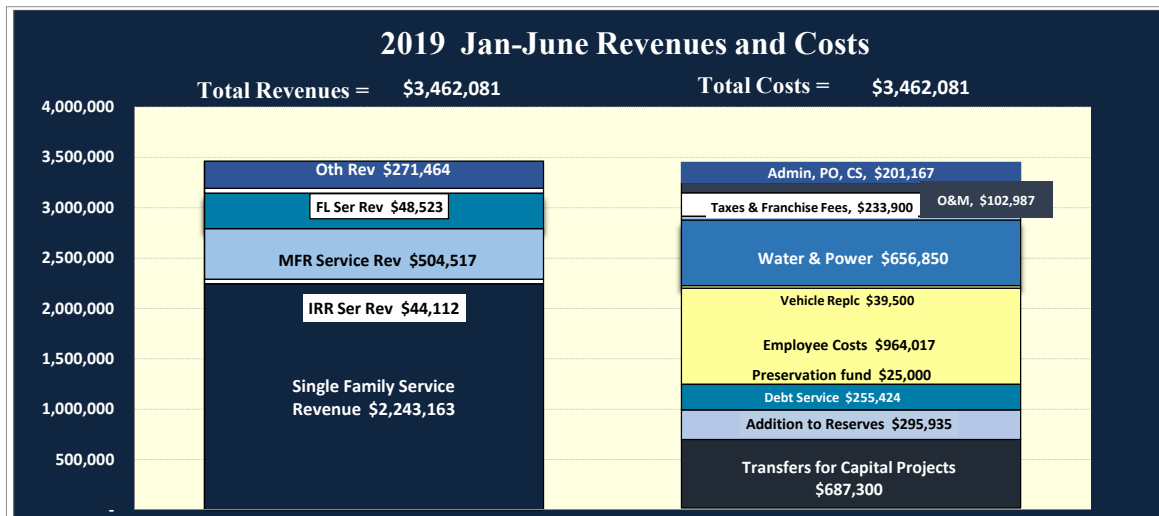 2019 Jan-June Revenues and Costs
Total Revenues = $3,462,081
Total Costs = $3,462,081
4,000,000
3,500,000
3,000,000
2,500,000
2,000,000
1,500,000
1,000,000
500,000
-
Oth Rev $271,464
FL Ser Rev $48,523
MFR Service Rev $504,517
IRR Ser Rev $44,112
Single Family Service
Revenue $2,243,163
Admin, PO, CS, $201,167
O&M, $102,987
Taxes & Franchise Fees, $233,900
Water & Power $656,850
Vehicle Replc $39,500
Employee Costs $964,017
Preservation fund $25,000
Debt Service $255,424
Addition to Reserves $295,935
Transfers for Capital Projects
$687,300